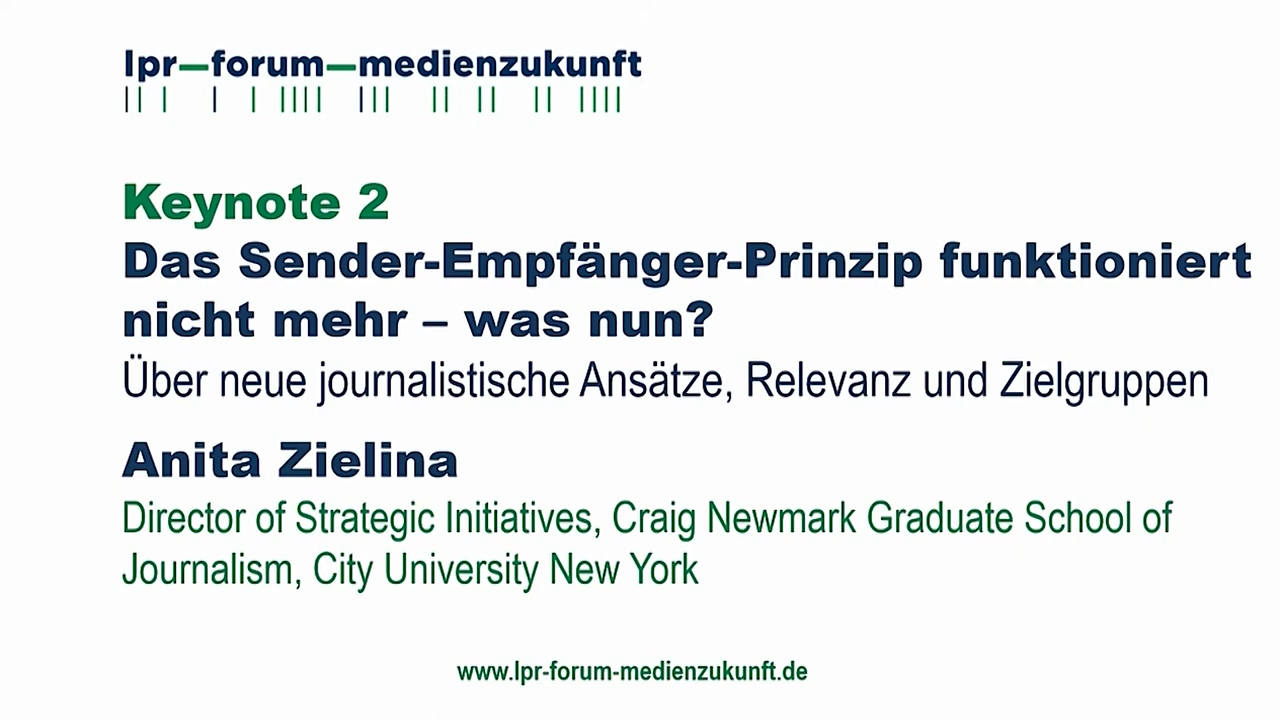 lpr—forum—medienzukunft
Keynote 2
Das Sender-Empfänger-Prinzip funktioniert
nicht mehr – was nun?
Über neue journalistische Ansätze, Relevanz und Zielgruppen
Anita Zielina
Director of Strategic Initiatives, Craig Newmark Graduate School of
Journalism, City University New York
www.lpr-forum-medienzukunft.de